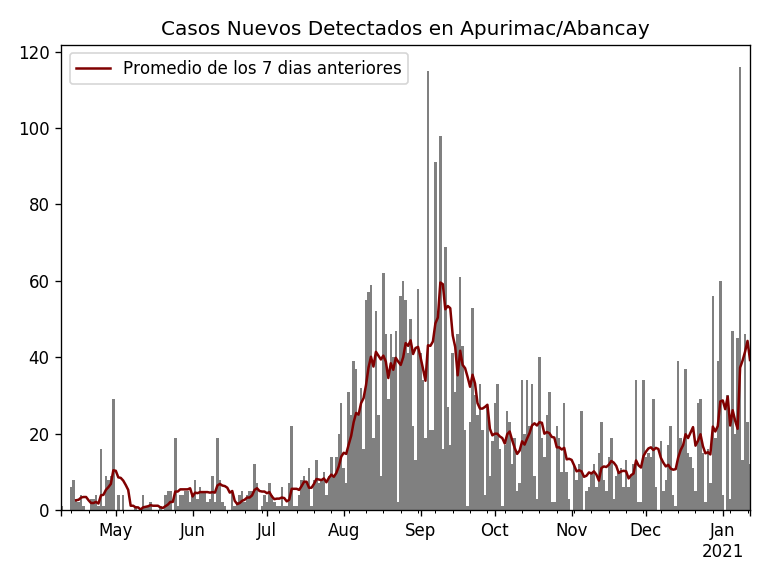 Casos Nuevos Detectados en Apurimac/Abancay
Promedio de los 7 dias anteriores
120
100
80
60
40
20
0
May Jun Jul Aug Sep Oct Nov Dec Jan
2021